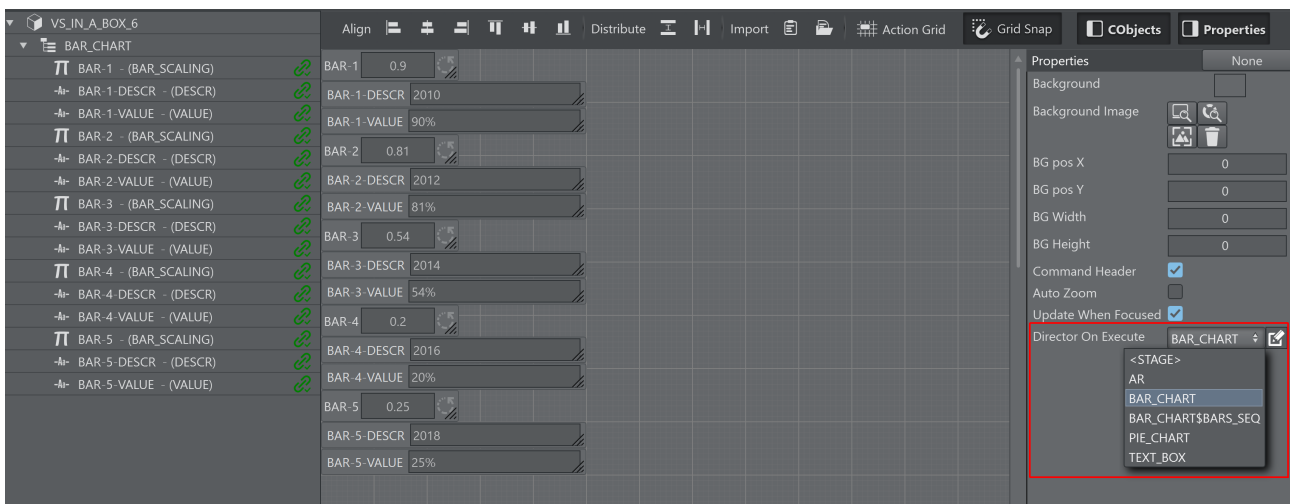 VS_IN_A_BOX_6
BAR_CHART
BAR-1 - (BAR_SCALING)
BAR-1-DESCR - (DESCR)
BAR-1-VALUE - (VALUE)
BAR-2 - (BAR_SCALING)
BAR-2-DESCR - (DESCR)
BAR-2-VALUE - (VALUE)
BAR-3 - (BAR_SCALING)
BAR-3-DESCR - (DESCR)
BAR-3-VALUE - (VALUE)
BAR-4 - (BAR_SCALING)
BAR-4-DESCR - (DESCR)
BAR-4-VALUE - (VALUE)
BAR-5 - (BAR_SCALING)
BAR-5-DESCR - (DESCR)
BAR-5-VALUE - (VALUE)
Align Distribute Import Action Grid Grid Snap CObjects Properties
BAR-1 0.9
BAR-1-DESCR 2010
BAR-1-VALUE 90%
BAR-2 0.81
BAR-2-DESCR 2012
BAR-2-VALUE 81%
BAR-3 0.54
BAR-3-DESCR 2014
BAR-3-VALUE 54%
BAR-4 0.2
BAR-4-DESCR 2016
BAR-4-VALUE 20%
BAR-5 0.25
BAR-5-DESCR 2018
BAR-5-VALUE 25%
Properties None
Background
Background Image
BG pos X 0
BG pos Y 0
BG Width 0
BG Height 0
Command Header
Auto Zoom
Update When Focused
Director On Execute BAR_CHART
<STAGE>
AR
BAR_CHART
BAR_CHART$BARS_SEQ
PIE_CHART
TEXT_BOX